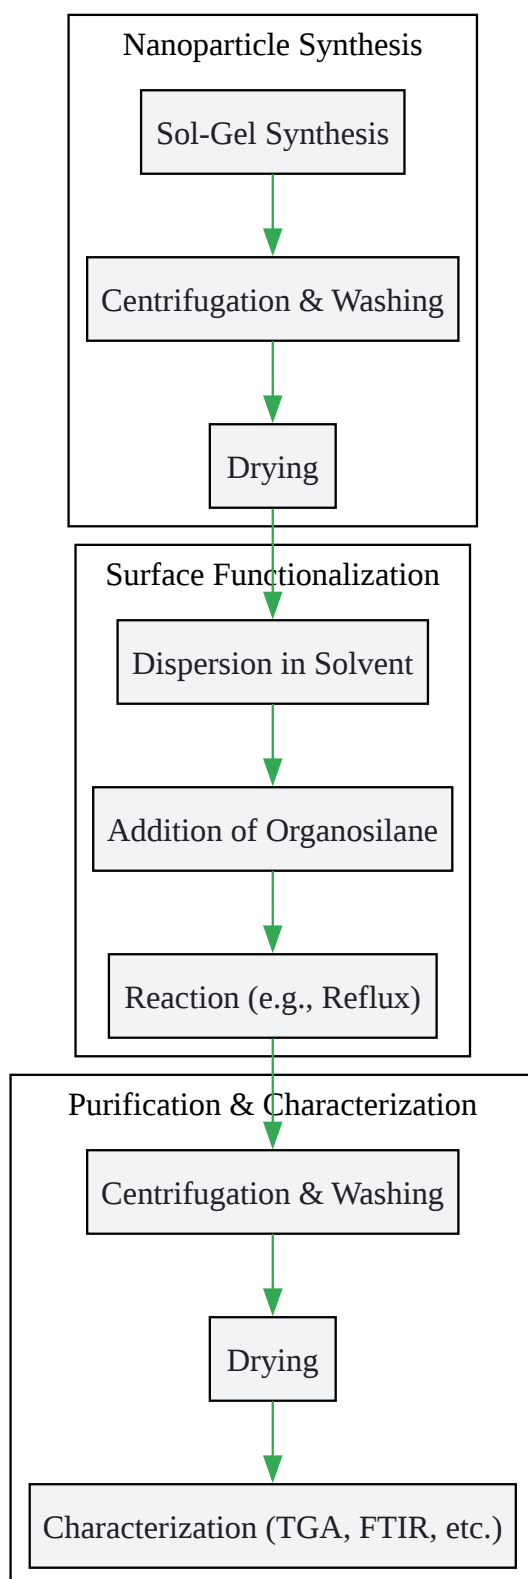 Nanoparticle Synthesis
Sol-Gel Synthesis
Centrifugation & Washing
Drying
Surface Functionalization
Dispersion in Solvent
Addition of Organosilane
Reaction (e.g., Reflux)
Purification & Characterization
Centrifugation & Washing
Drying
Characterization (TGA, FTIR, etc.)